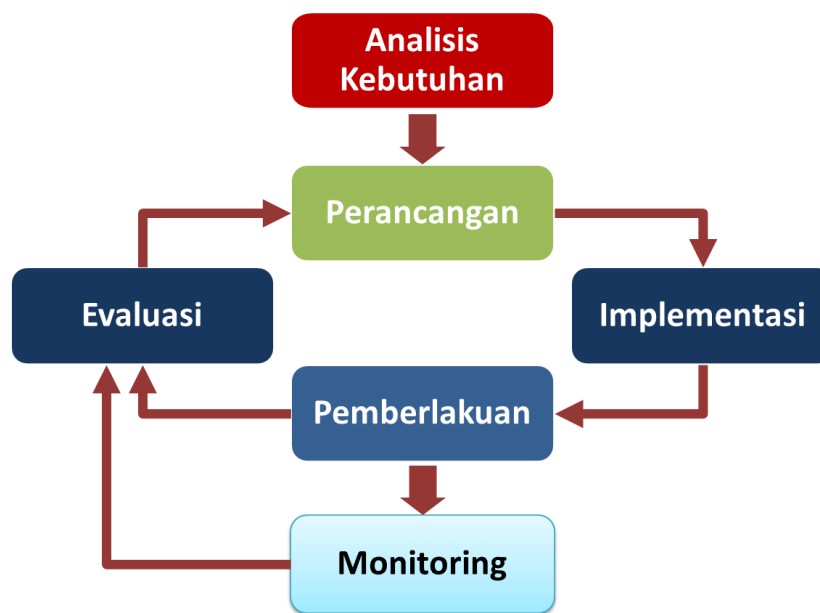 Analisis
Kebutuhan
Perancangan
Evaluasi
Implementasi
Pemberlakuan
Monitoring